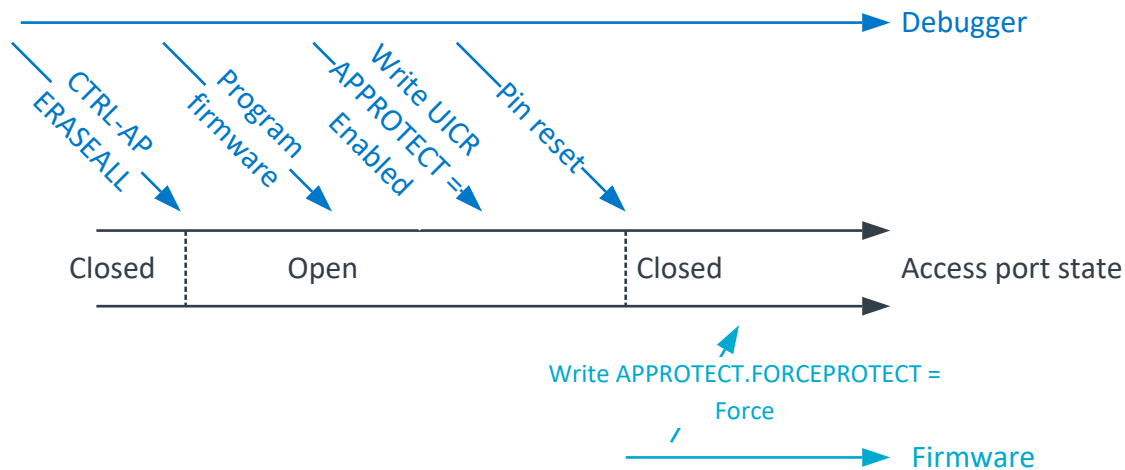 Debugger
CTRL-AP
ERASEALL
Program
firmware
Write UICR
APPROTECT =
Enabled
Pin reset
Closed
Open
Closed
Access port state
Write APPROTECT.FORCEPROTECT =
Force
Firmware